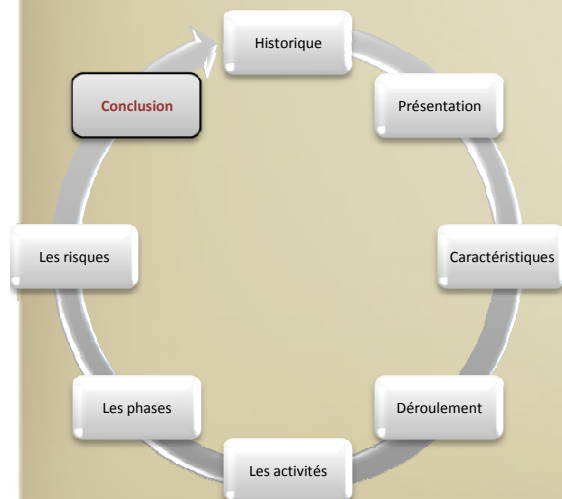 Historique
Présentation
Caractéristiques
Déroulement
Les activités
Les phases
Les risques
Conclusion